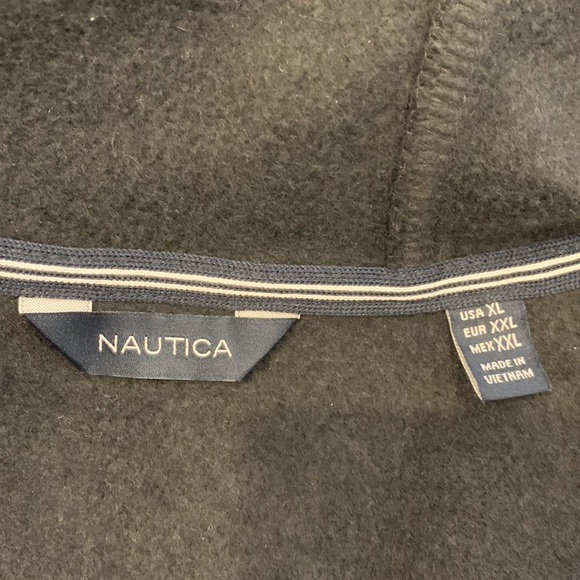 NAUTICA
USA XL
EUR XXL
MEX XXL
MADE IN
VIETNAM